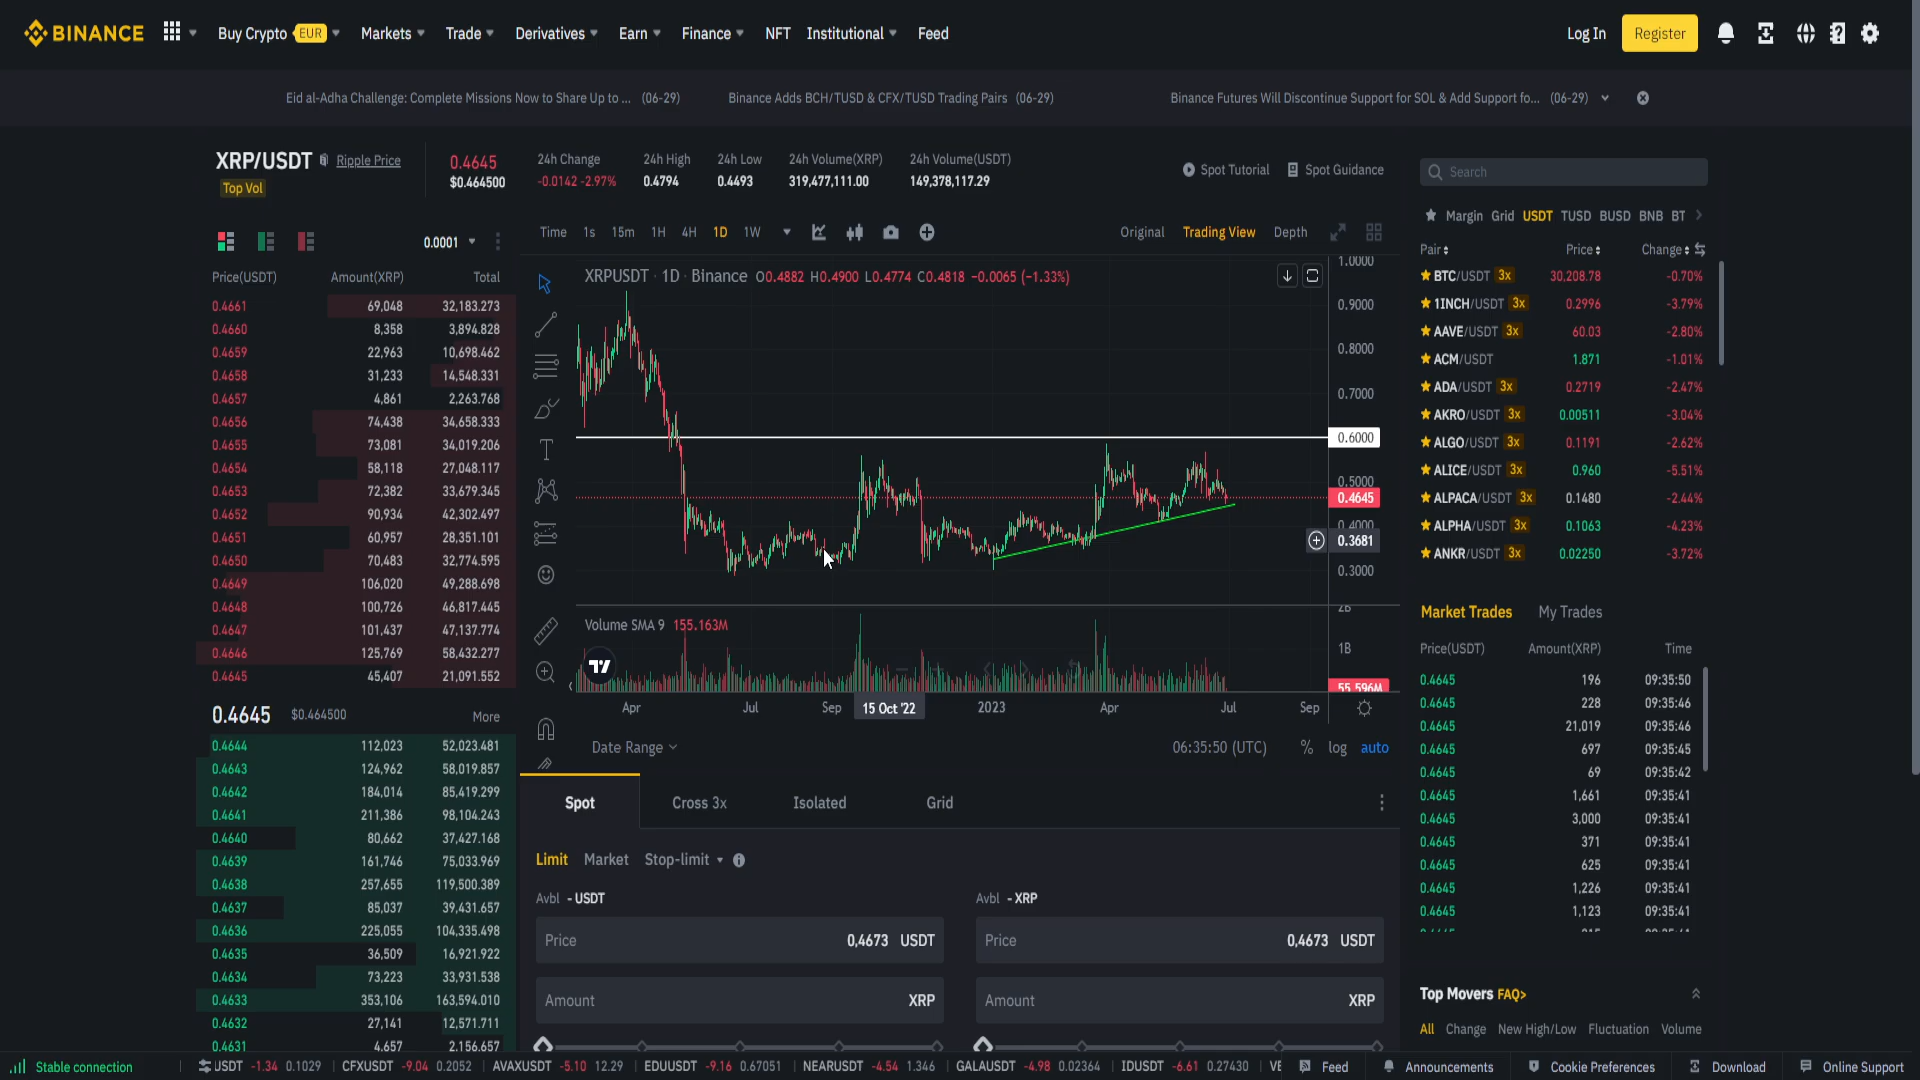 BINANCE Buy Crypto EUR Markets Trade Derivatives Earn Finance NFT Institutional Feed Log In Register
Eid al-Adha Challenge: Complete Missions Now to Share Up to ... (06-29) Binance Adds BCH/TUSD & CFX/TUSD Trading Pairs (06-29) Binance Futures Will Discontinue Support for SOL & Add Support fo... (06-29)
XRP/USDT Ripple Price
Top Vol
0.4645
$0.464500
24h Change
-0.0142 -2.97%
24h High
0.4794
24h Low
0.4493
24h Volume(XRP)
319,477,111.00
24h Volume(USDT)
149,378,117.29
Spot Tutorial Spot Guidance
0.0001
Price(USDT) Amount(XRP) Total
0.4661 69,048 32,183.273
0.4660 8,358 3,894.828
0.4659 22,963 10,698.462
0.4658 31,233 14,548.331
0.4657 4,861 2,263.768
0.4656 74,438 34,658.333
0.4655 73,081 34,019.206
0.4654 58,118 27,048.117
0.4653 72,382 33,679.345
0.4652 90,934 42,302.497
0.4651 60,957 28,351.101
0.4650 70,483 32,774.595
0.4649 106,020 49,288.698
0.4648 100,726 46,817.445
0.4647 101,437 47,137.774
0.4646 125,769 58,432.277
0.4645 45,407 21,091.552
0.4645 $0.464500 More
0.4644 112,023 52,023.481
0.4643 124,962 58,019.857
0.4642 184,014 85,419.299
0.4641 211,386 98,104.243
0.4640 80,662 37,427.168
0.4639 161,746 75,033.969
0.4638 257,655 119,500.389
0.4637 85,037 39,431.657
0.4636 225,055 104,335.498
0.4635 36,509 16,921.922
0.4634 73,223 33,931.538
0.4633 353,106 163,594.010
0.4632 27,141 12,571.711
0.4631 4,657 2,156.657
Time 1s 15m 1H 4H 1D 1W Original Trading View Depth
XRPUSDT · 1D · Binance O0.4882 H0.4900 L0.4774 C0.4818 -0.0065 (-1.33%)
1.0000
0.9000
0.8000
0.7000
0.6000
0.5000
0.4645
0.4000
0.3681
0.3000
Volume SMA 9 155.163M
2B
1B
55.596M
Apr Jul Sep 15 Oct '22 2023 Apr Jul Sep
Date Range 06:35:50 (UTC) % log auto
Spot Cross 3x Isolated Grid
Limit Market Stop-limit
Avbl - USDT Avbl - XRP
Price 0,4673 USDT Price 0,4673 USDT
Amount XRP Amount XRP
Search
Margin Grid USDT TUSD BUSD BNB BT
Pair Price Change
BTC/USDT 3x 30,208.78 -0.70%
1INCH/USDT 3x 0.2996 -3.79%
AAVE/USDT 3x 60.03 -2.80%
ACM/USDT 1.871 -1.01%
ADA/USDT 3x 0.2719 -2.47%
AKRO/USDT 3x 0.00511 -3.04%
ALGO/USDT 3x 0.1191 -2.62%
ALICE/USDT 3x 0.960 -5.51%
ALPACA/USDT 3x 0.1480 -2.44%
ALPHA/USDT 3x 0.1063 -4.23%
ANKR/USDT 3x 0.02250 -3.72%
Market Trades My Trades
Price(USDT) Amount(XRP) Time
0.4645 196 09:35:50
0.4645 228 09:35:46
0.4645 21,019 09:35:46
0.4645 697 09:35:45
0.4645 69 09:35:42
0.4645 1,661 09:35:41
0.4645 3,000 09:35:41
0.4645 371 09:35:41
0.4645 625 09:35:41
0.4645 1,226 09:35:41
0.4645 1,123 09:35:41
Top Movers FAQ>
All Change New High/Low Fluctuation Volume
Stable connection USDT -1.34 0.1029 CFXUSDT -9.04 0.2052 AVAXUSDT -5.10 12.29 EDUUSDT -9.16 0.67051 NEARUSDT -4.54 1.346 GALAUSDT -4.98 0.02364 IDUSDT -6.61 0.27430 VE Feed Announcements Cookie Preferences Download Online Support